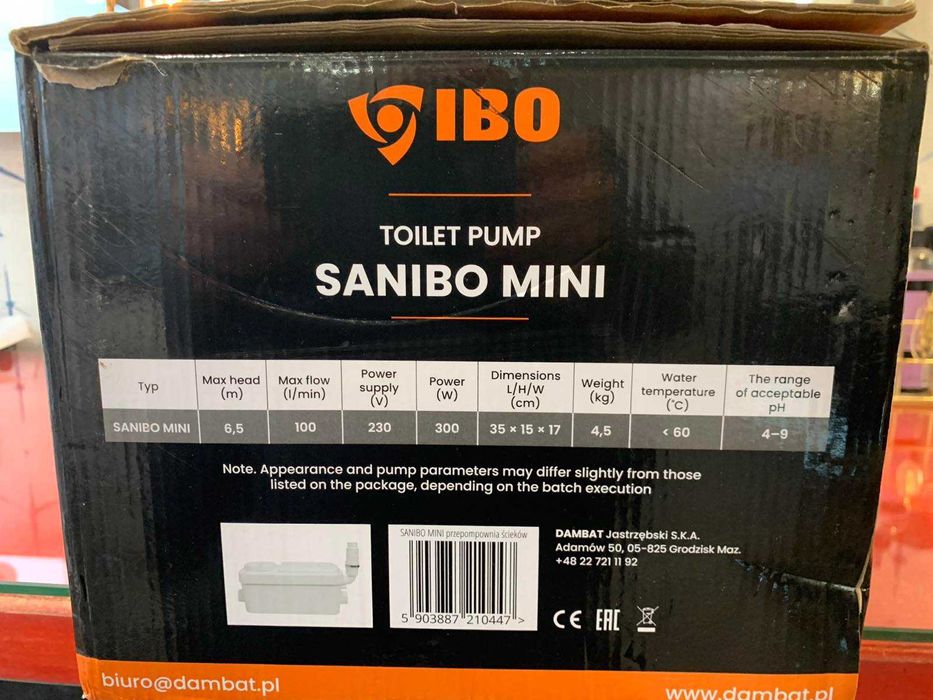 IBO
TOILET PUMP
SANIBO MINI
Typ
Max head
(m)
Max flow
(l/min)
Power
supply
(V)
Power
(W)
Dimensions
L/H/W
(cm)
Weight
(kg)
Water
temperature
(°C)
The range
of acceptable
pH
SANIBO MINI
6,5
100
230
300
35 × 15 × 17
4,5
< 60
4–9
Note. Appearance and pump parameters may differ slightly from those
listed on the package, depending on the batch execution
SANIBO MINI przepompownia ścieków
5 903887 210447 >
DAMBAT Jastrzębski S.K.A.
Adamów 50, 05-825 Grodzisk Maz.
+48 22 721 11 92
CE EAC
biuro@dambat.pl
www.dambat.pl